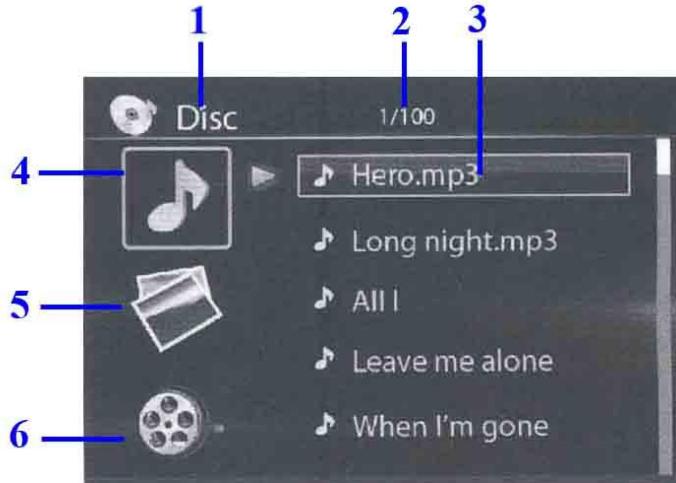 1 2 3
Disc 1/100
4
Hero.mp3
Long night.mp3
5
All I
Leave me alone
6
When I'm gone